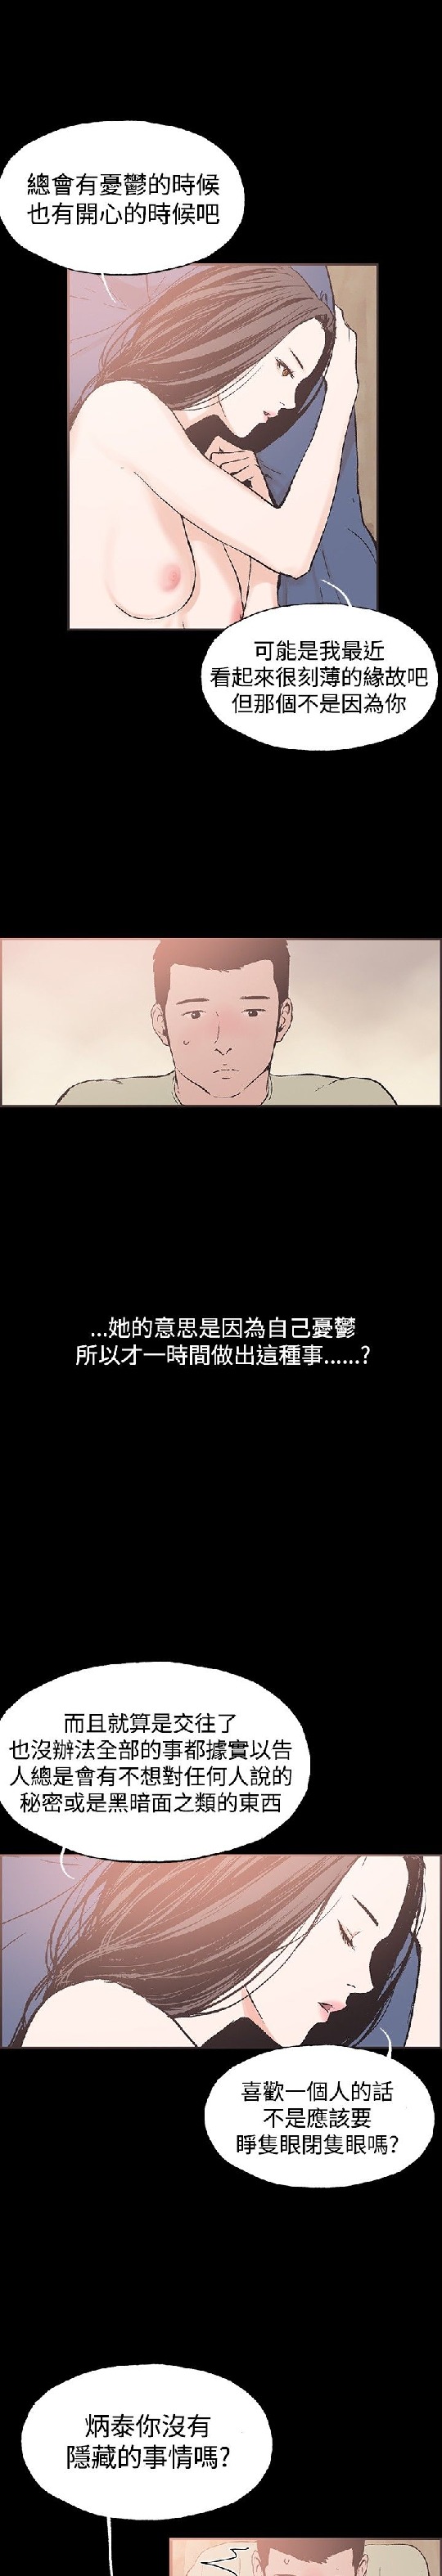 總會有憂鬱的時候
也有開心的時候吧
可能是我最近
看起來很刻薄的緣故吧
但那個不是因為你
...她的意思是因為自己憂鬱
所以才一時間做出這種事......?
而且就算是交往了
也沒辦法全部的事都據實以告
人總是會有不想對任何人說的
秘密或是黑暗面之類的東西
喜歡一個人的話
不是應該要
睜隻眼閉隻眼嗎?
炳泰你沒有
隱藏的事情嗎?